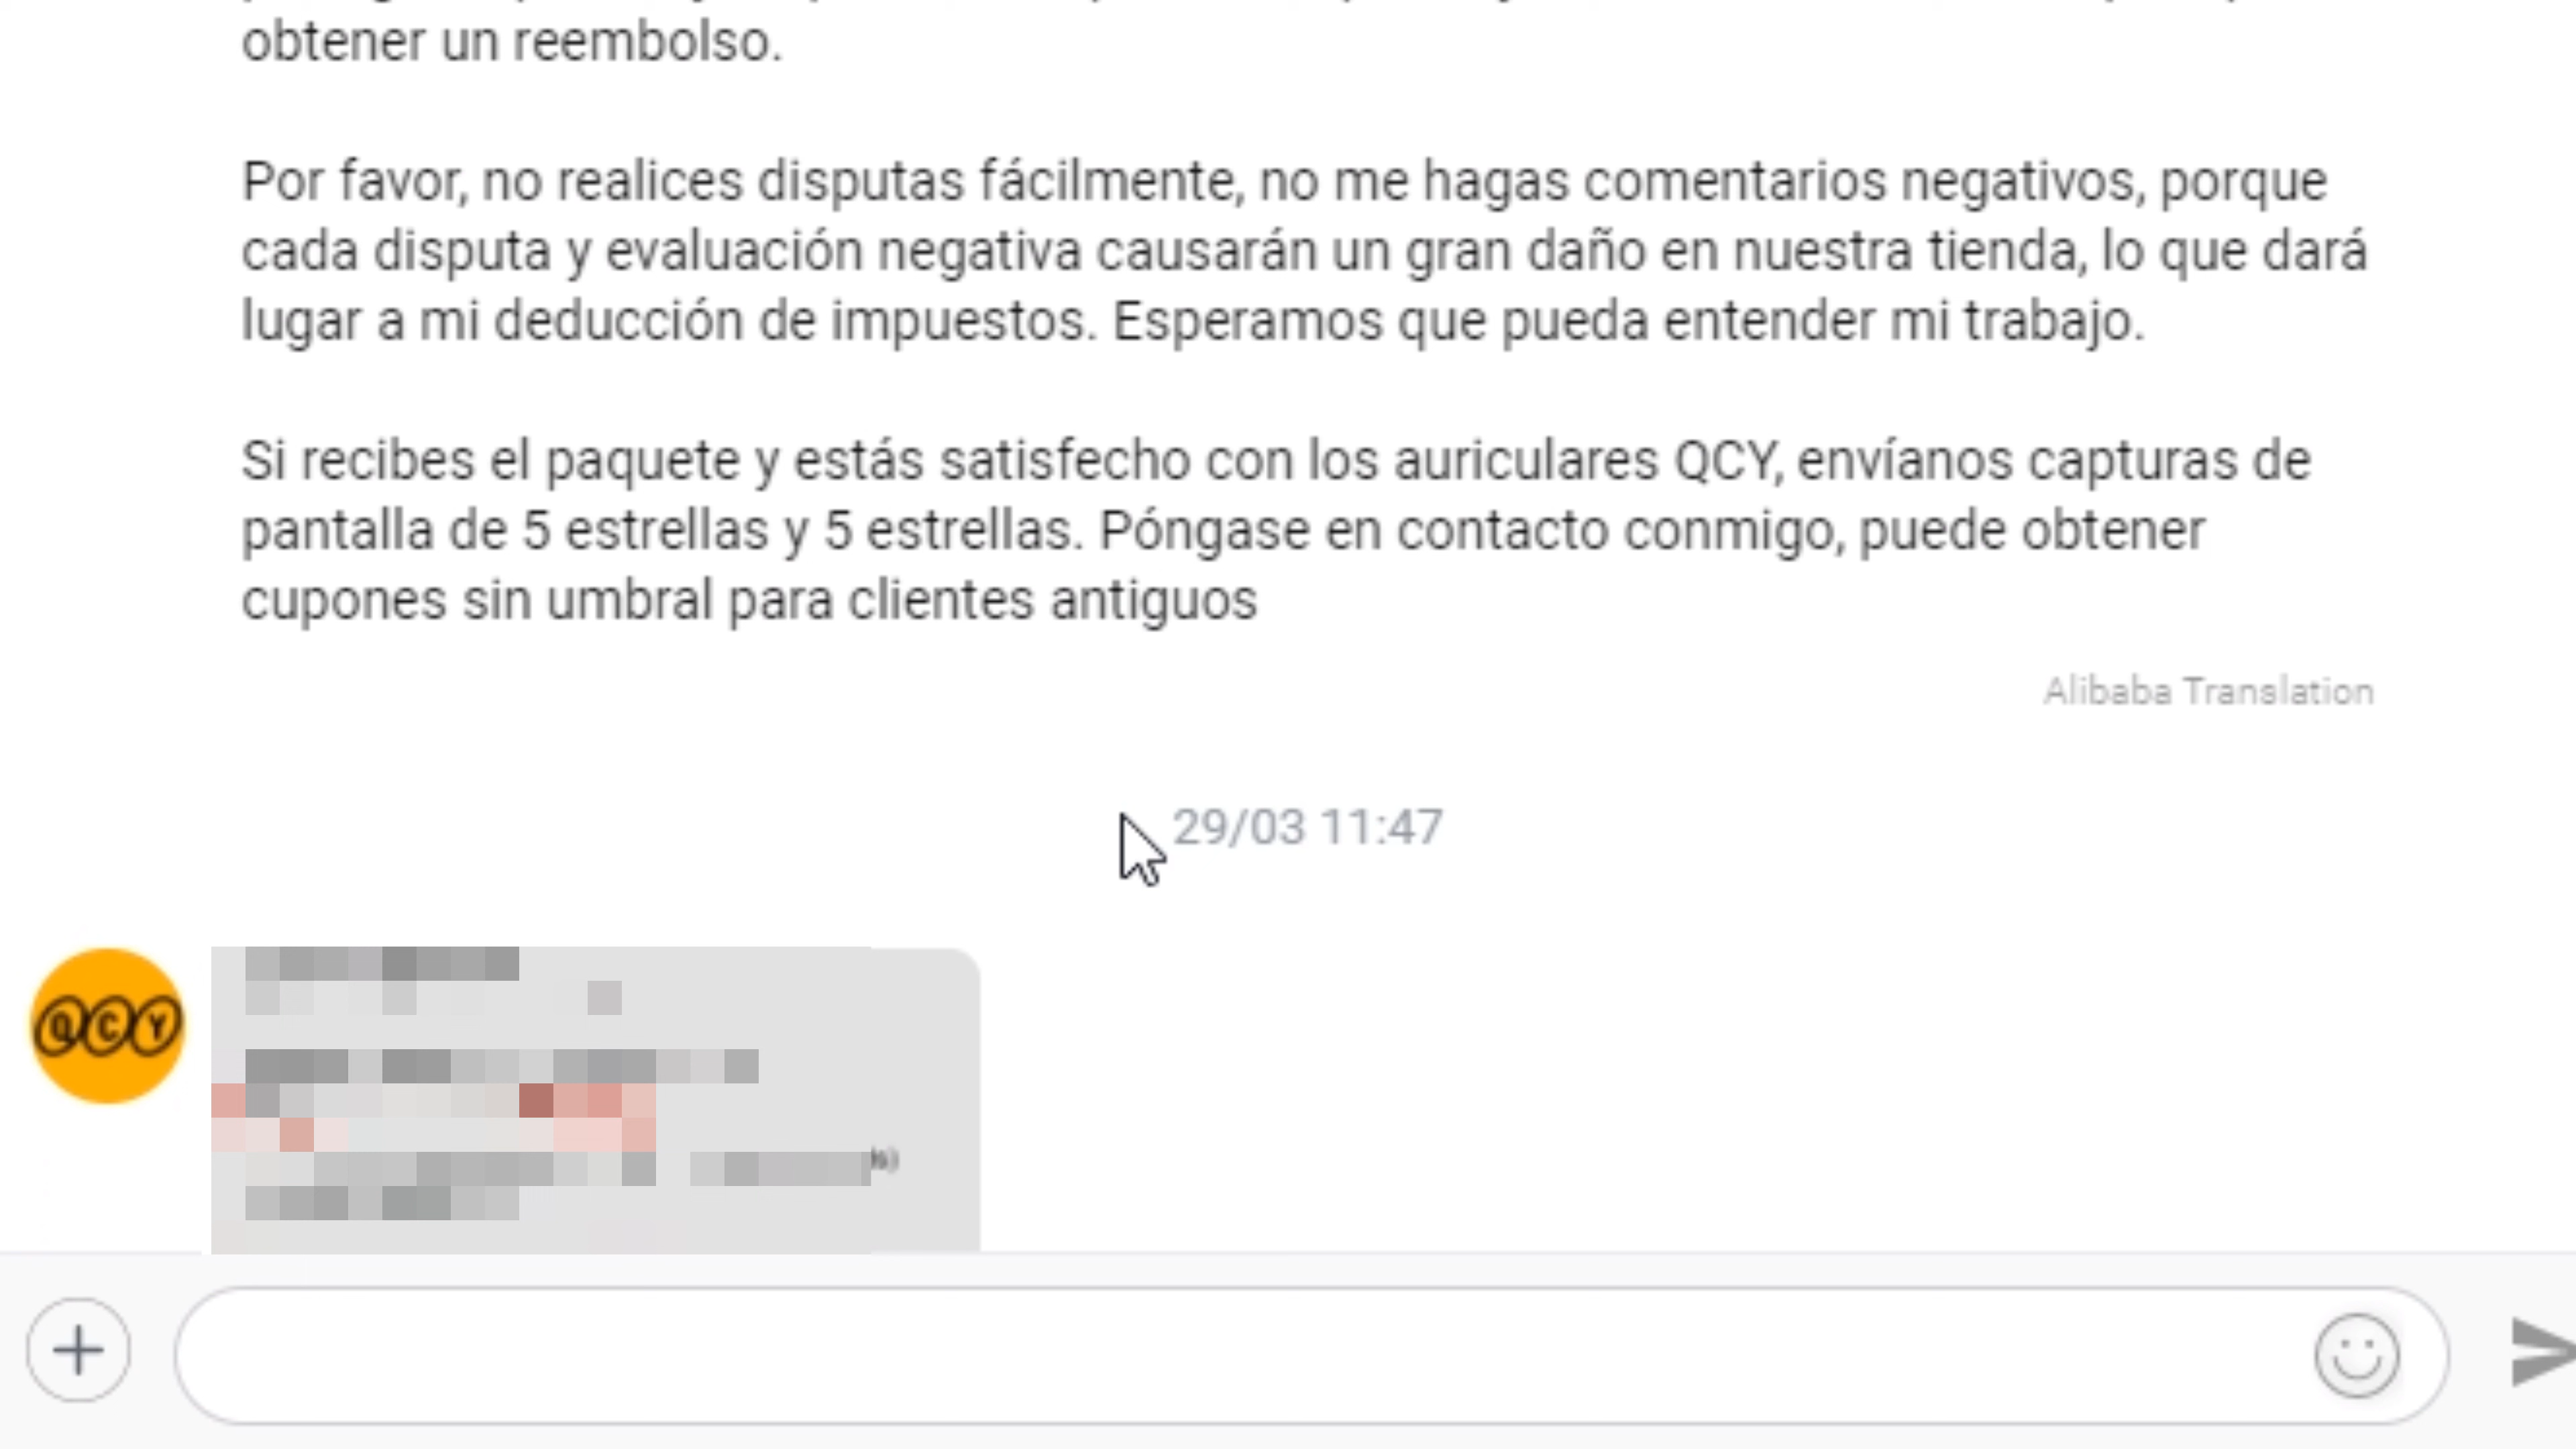 obtener un reembolso.
Por favor, no realices disputas fácilmente, no me hagas comentarios negativos, porque
cada disputa y evaluación negativa causarán un gran daño en nuestra tienda, lo que dará
lugar a mi deducción de impuestos. Esperamos que pueda entender mi trabajo.
Si recibes el paquete y estás satisfecho con los auriculares QCY, envíanos capturas de
pantalla de 5 estrellas y 5 estrellas. Póngase en contacto conmigo, puede obtener
cupones sin umbral para clientes antiguos
Alibaba Translation
29/03 11:47
QCY